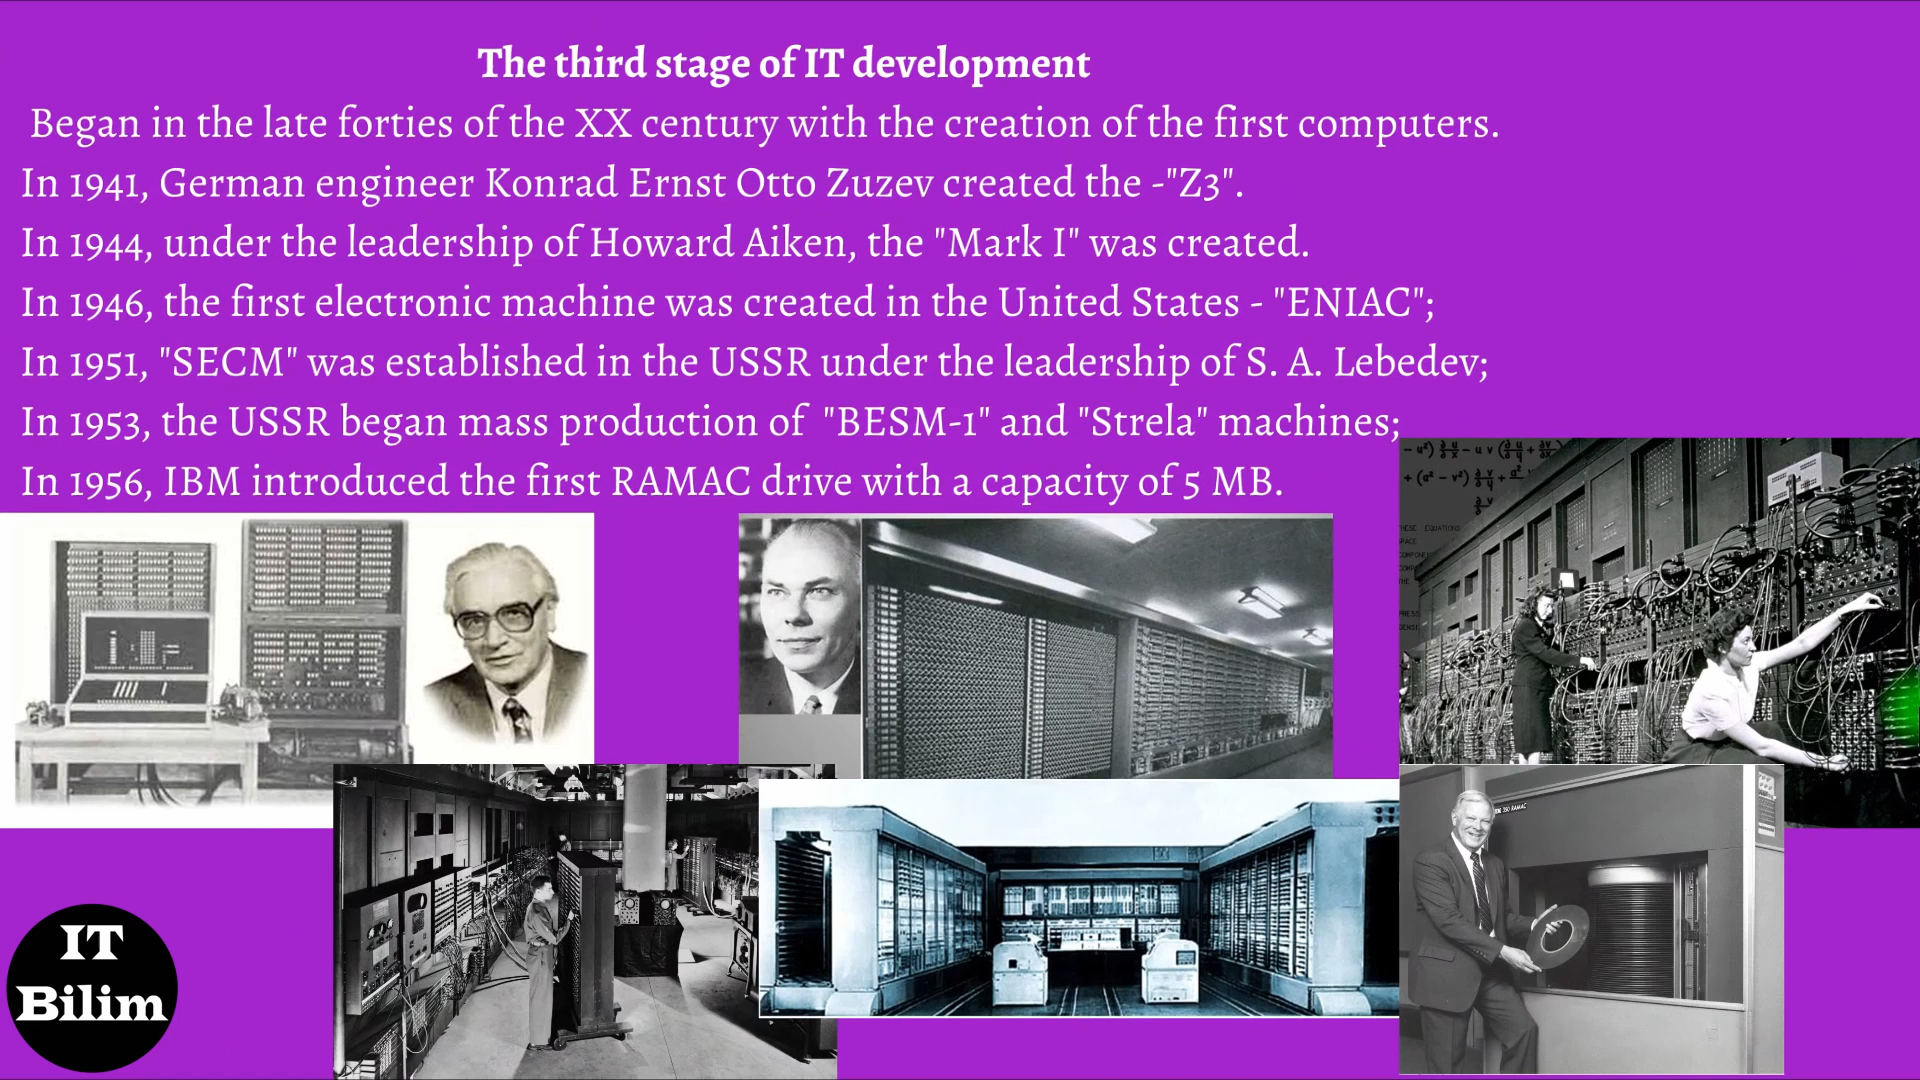 The third stage of IT development
Began in the late forties of the XX century with the creation of the first computers.
In 1941, German engineer Konrad Ernst Otto Zuzev created the -"Z3".
In 1944, under the leadership of Howard Aiken, the "Mark I" was created.
In 1946, the first electronic machine was created in the United States - "ENIAC";
In 1951, "SECM" was established in the USSR under the leadership of S. A. Lebedev;
In 1953, the USSR began mass production of "BESM-1" and "Strela" machines;
In 1956, IBM introduced the first RAMAC drive with a capacity of 5 MB.
HESE EQUATIONS
350 RAMAC
IT
Bilim